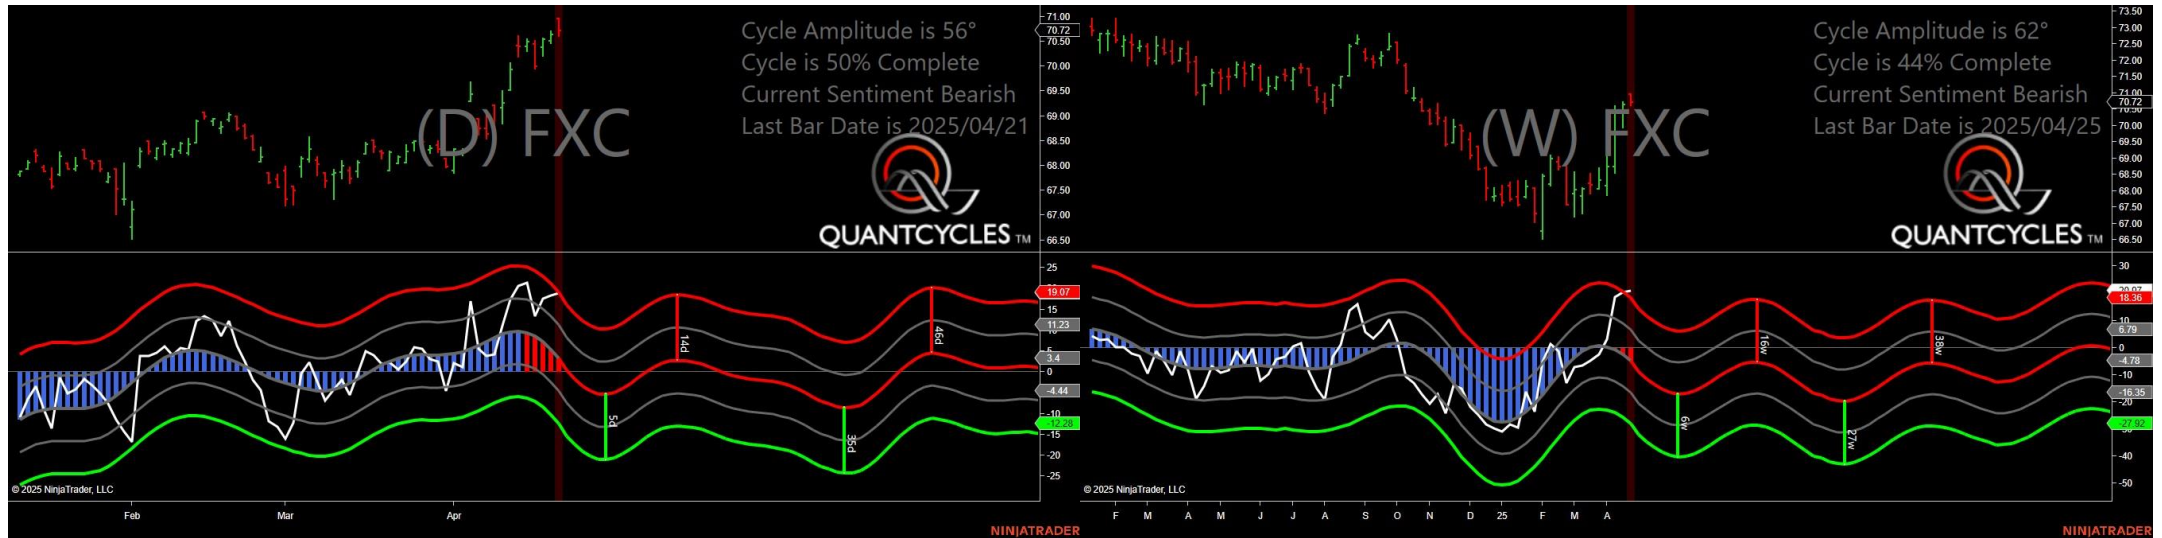 Cycle Amplitude is 56°
Cycle is 50% Complete
Current Sentiment Bearish
Last Bar Date is 2025/04/21
(D) FXC
QUANTCYCLES TM
71.00
70.72
70.50
70.00
69.50
69.00
68.50
68.00
67.50
67.00
66.50
25
19.07
15
11.23
5
3.4
0
-4.44
-10
-12.28
-15
-20
-25
5d
14d
35d
46d
© 2025 NinjaTrader, LLC
Feb Mar Apr
NINJATRADER
Cycle Amplitude is 62°
Cycle is 44% Complete
Current Sentiment Bearish
Last Bar Date is 2025/04/25
(W) FXC
QUANTCYCLES TM
73.50
73.00
72.50
72.00
71.50
71.00
70.72
70.00
69.50
69.00
68.50
68.00
67.50
67.00
66.50
30
18.36
10
6.79
0
-4.78
-10
-16.35
-20
-27.92
-40
-50
6w
16w
27w
38w
© 2025 NinjaTrader, LLC
F M A M J J A S O N D 25 F M A
NINJATRADER